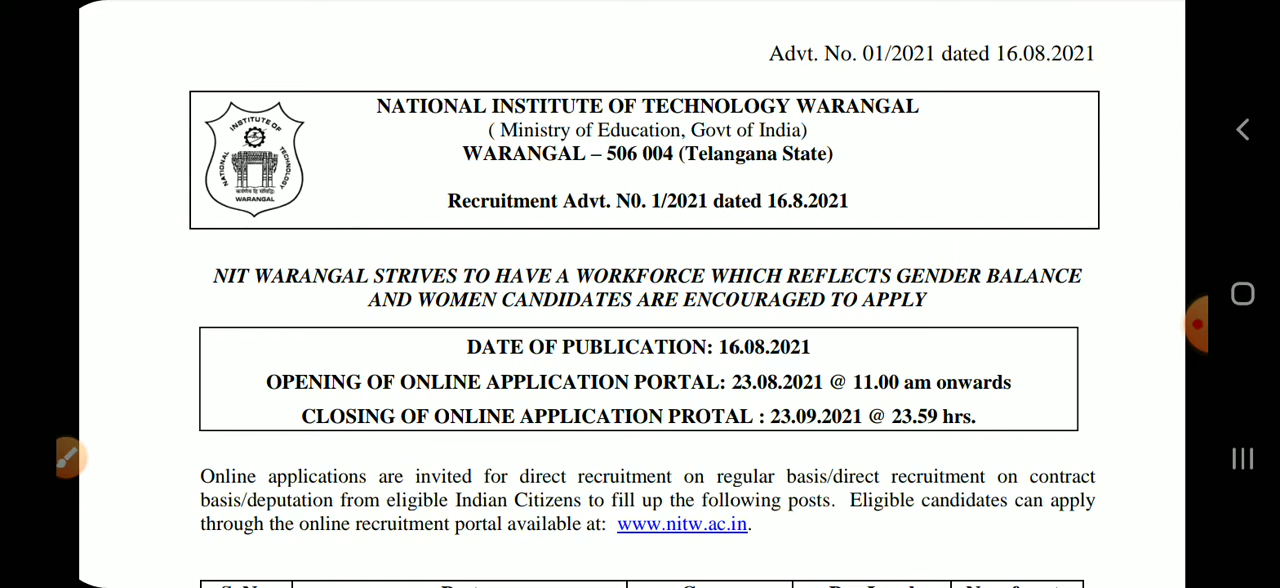 Advt. No. 01/2021 dated 16.08.2021
NATIONAL INSTITUTE OF TECHNOLOGY WARANGAL
( Ministry of Education, Govt of India)
WARANGAL – 506 004 (Telangana State)
Recruitment Advt. N0. 1/2021 dated 16.8.2021
INSTITUTE OF
NATIONAL
TECHNOLOGY
WARANGAL
NIT WARANGAL STRIVES TO HAVE A WORKFORCE WHICH REFLECTS GENDER BALANCE
AND WOMEN CANDIDATES ARE ENCOURAGED TO APPLY
DATE OF PUBLICATION: 16.08.2021
OPENING OF ONLINE APPLICATION PORTAL: 23.08.2021 @ 11.00 am onwards
CLOSING OF ONLINE APPLICATION PROTAL : 23.09.2021 @ 23.59 hrs.
Online applications are invited for direct recruitment on regular basis/direct recruitment on contract
basis/deputation from eligible Indian Citizens to fill up the following posts. Eligible candidates can apply
through the online recruitment portal available at: www.nitw.ac.in.